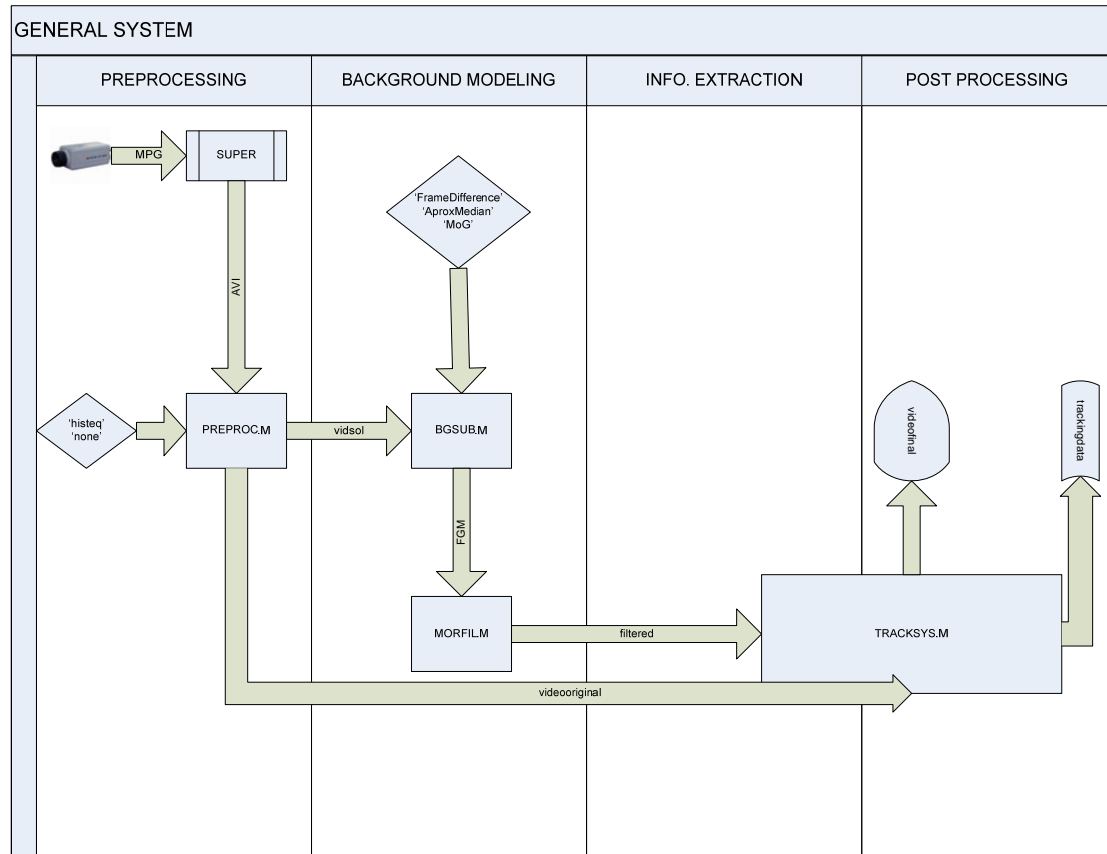 GENERAL SYSTEM
PREPROCESSING
BACKGROUND MODELING
INFO. EXTRACTION
POST PROCESSING
MPG
SUPER
'FrameDifference'
'AproxMedian'
'MoG'
AVI
'histeq'
'none'
PREPROC.M
vidsol
BGSUB.M
videofinal
trackingdata
FGM
MORFIL.M
filtered
TRACKSYS.M
videooriginal